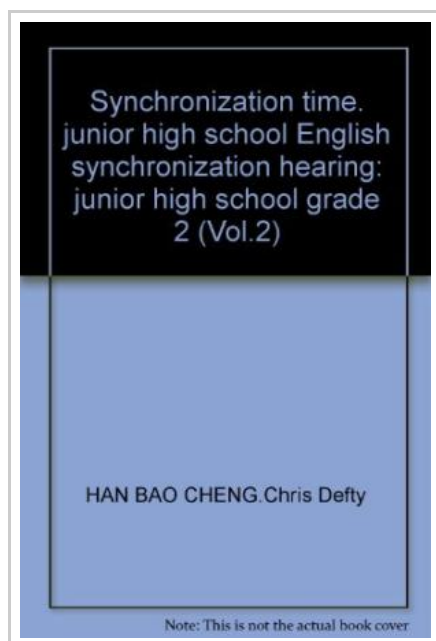 Synchronization time.
junior high school English
synchronization hearing:
junior high school grade
2 (Vol.2)
HAN BAO CHENG.Chris Defty
Note: This is not the actual book cover